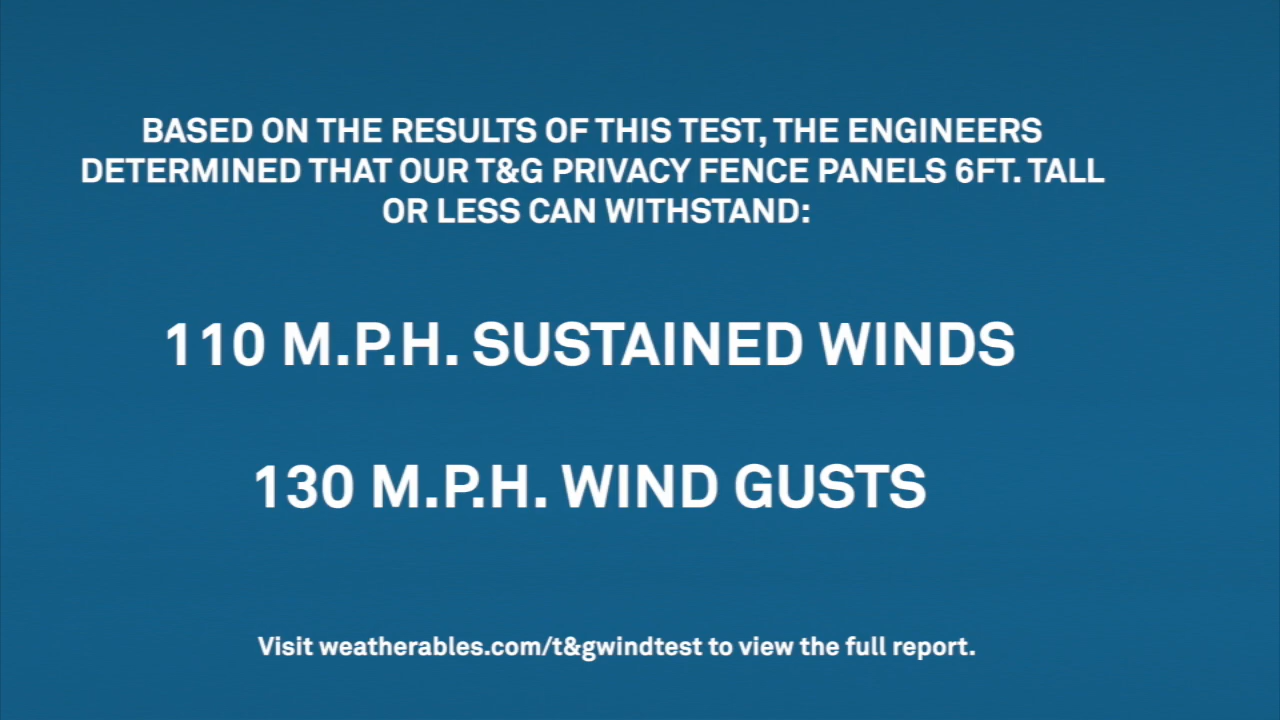 BASED ON THE RESULTS OF THIS TEST, THE ENGINEERS
DETERMINED THAT OUR T&G PRIVACY FENCE PANELS 6FT. TALL
OR LESS CAN WITHSTAND:
110 M.P.H. SUSTAINED WINDS
130 M.P.H. WIND GUSTS
Visit weatherables.com/t&gwindtest to view the full report.